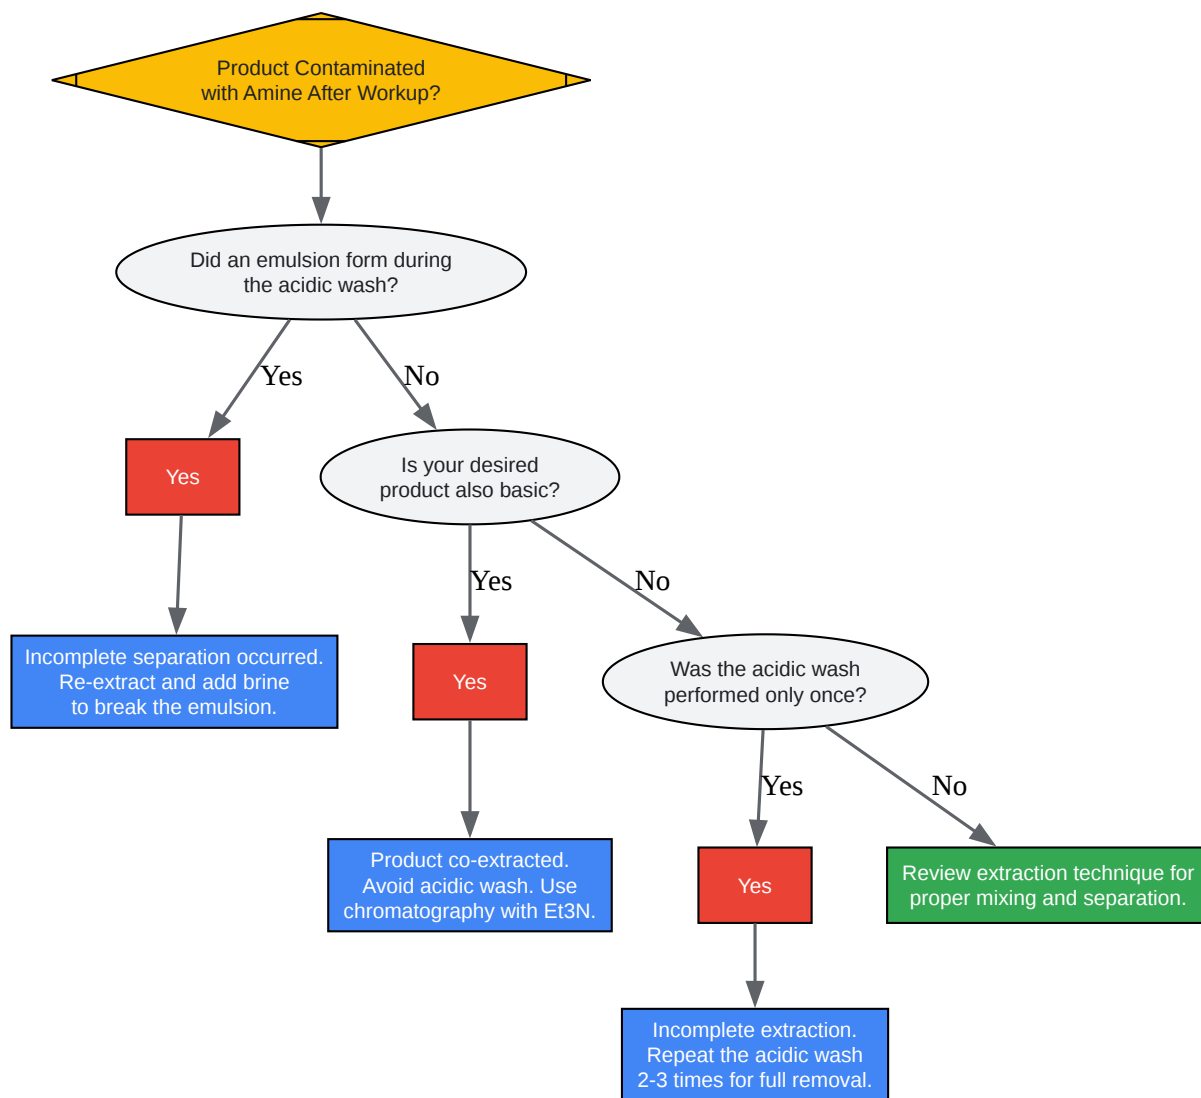 Product Contaminated
with Amine After Workup?
Did an emulsion form during
the acidic wash?
Yes
No
Yes
Is your desired
product also basic?
Incomplete separation occurred.
Re-extract and add brine
to break the emulsion.
Yes
No
Yes
Was the acidic wash
performed only once?
Product co-extracted.
Avoid acidic wash. Use
chromatography with Et3N.
Yes
No
Yes
Review extraction technique for
proper mixing and separation.
Incomplete extraction.
Repeat the acidic wash
2-3 times for full removal.